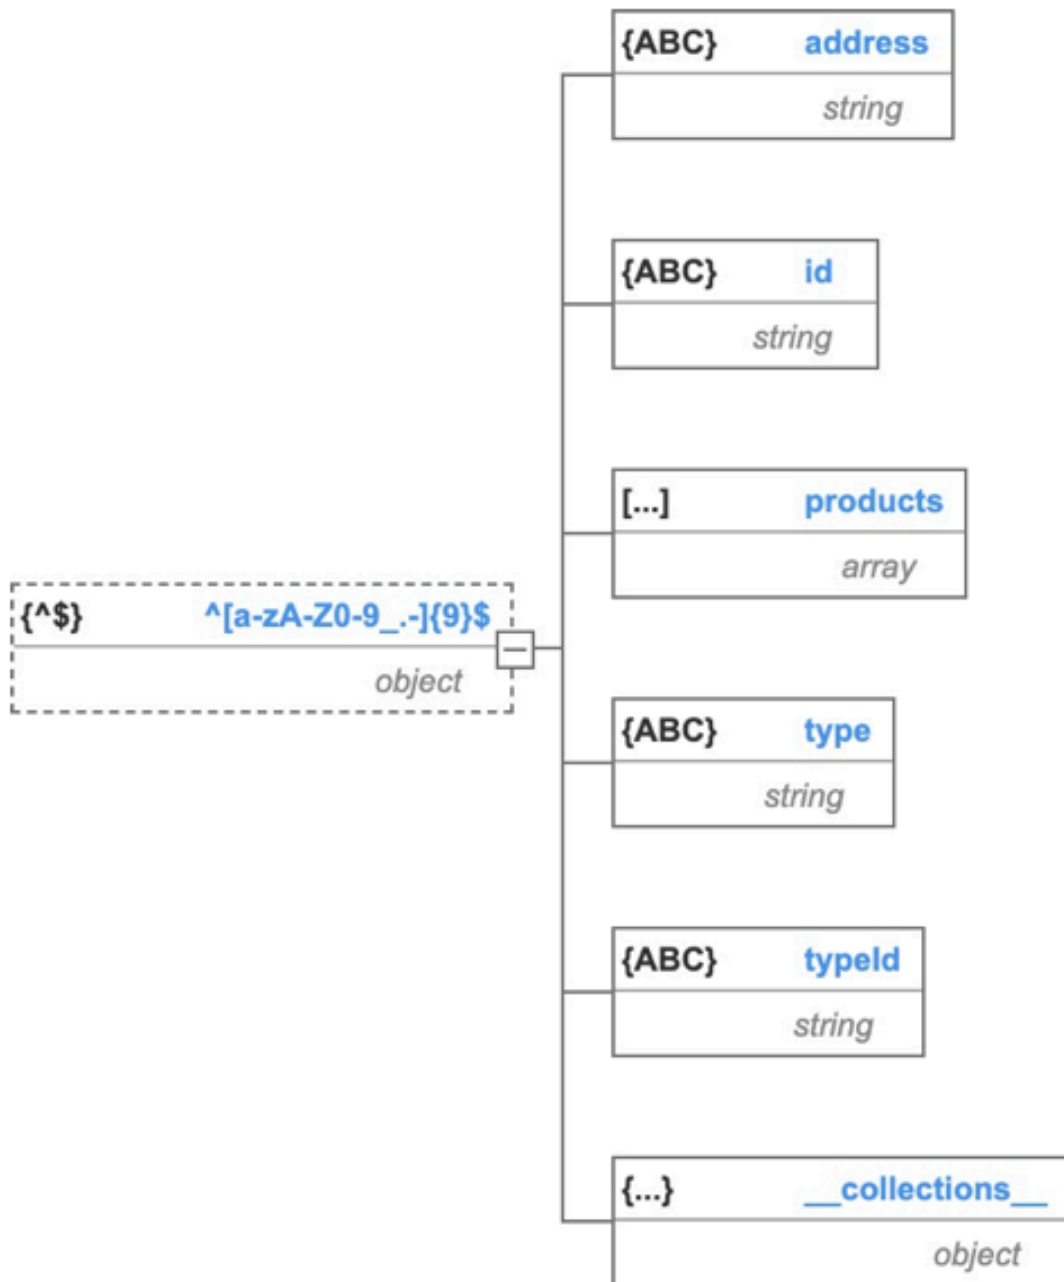 {ABC} address
string
{ABC} id
string
[...] products
array
{^$} ^[a-zA-Z0-9_.-]{9}$
object
{ABC} type
string
{ABC} typeId
string
{...} __collections__
object